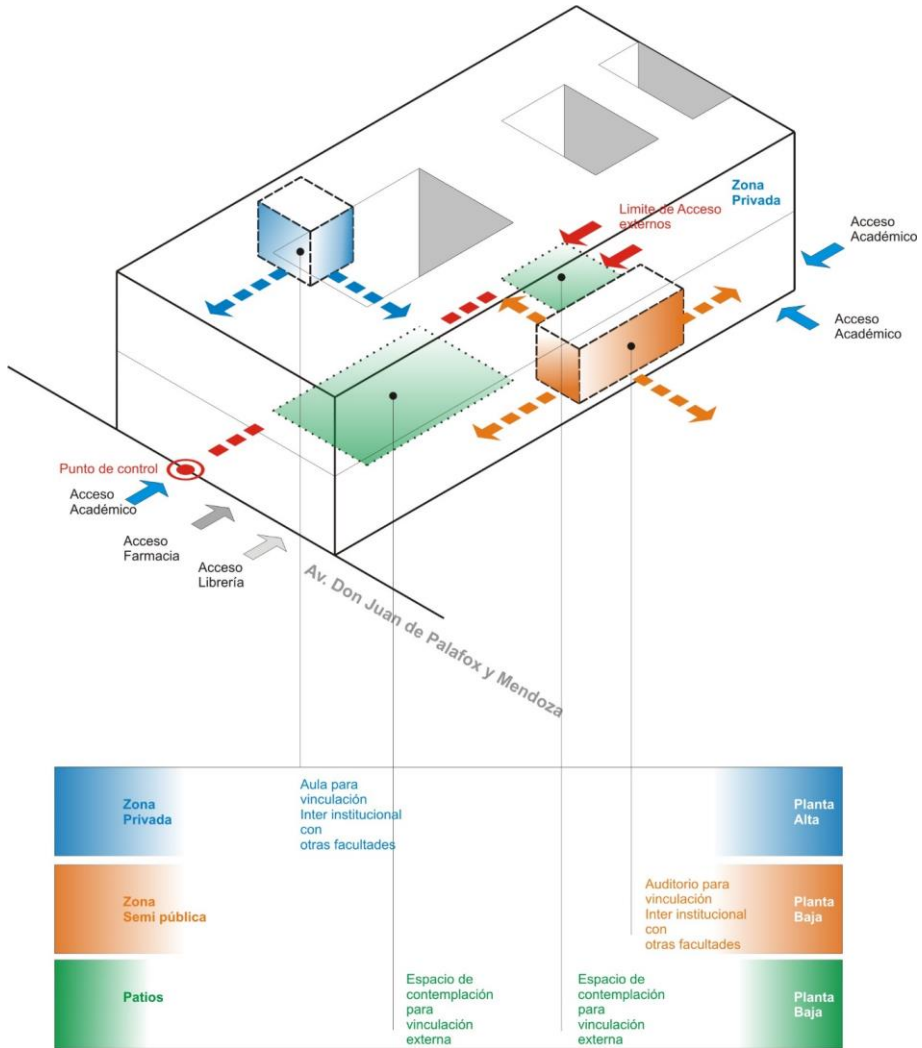 Zona
Privada
Limite de Acceso
externos
Acceso
Académico
Acceso
Académico
Punto de control
Acceso
Académico
Acceso
Farmacia
Acceso
Librería
Av. Don Juan de Palafox y Mendoza
Zona
Privada
Aula para
vinculación
Inter institucional
con
otras facultades
Planta
Alta
Zona
Semi pública
Auditorio para
vinculación
Inter institucional
con
otras facultades
Planta
Baja
Patios
Espacio de
contemplación
para
vinculación
externa
Espacio de
contemplación
para
vinculación
externa
Planta
Baja